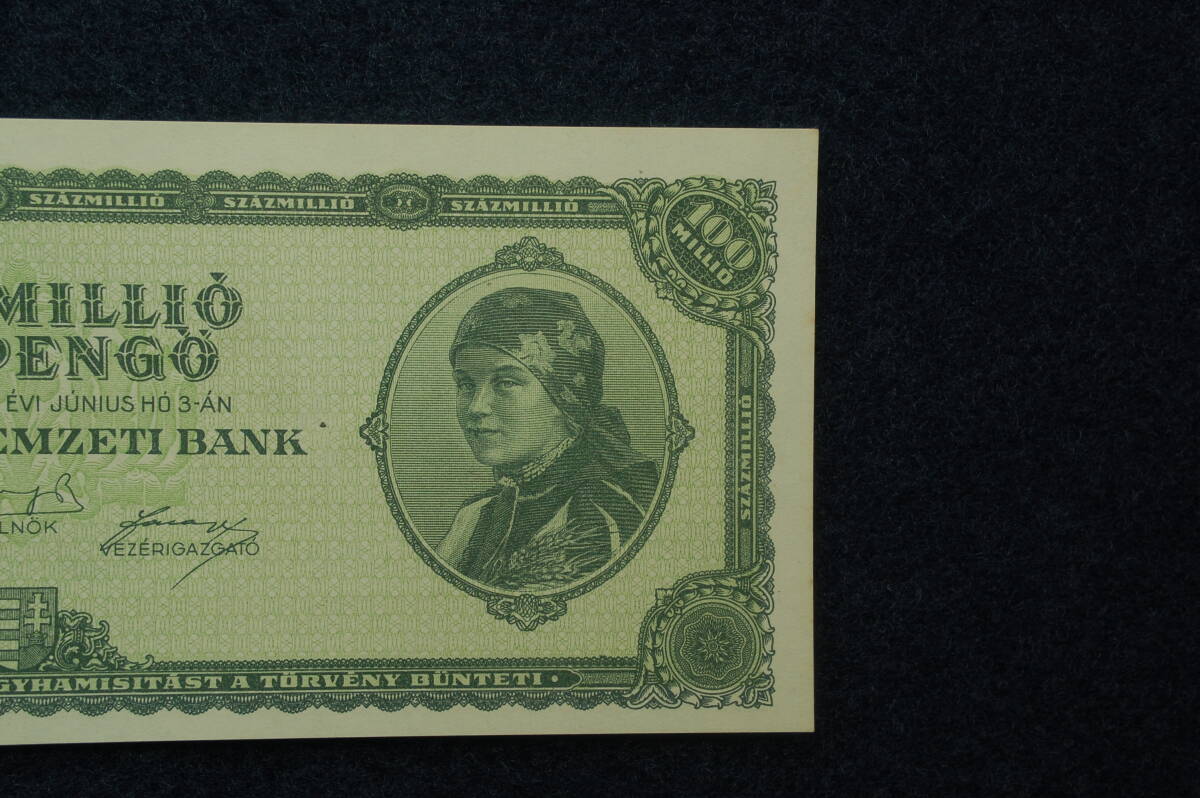 SZÁZMILLIÓ SZÁZMILLIÓ SZÁZMILLIÓ
100
MILLIÓ
MILLIÓ
PENGŐ
ÉVI JÚNIUS HÓ 3-ÁN
EMZETI BANK
LNÖK
VEZÉRIGAZGATÓ
SZÁZMILLIÓ
GYHAMISITÁST A TÖRVÉNY BÜNTETI ·